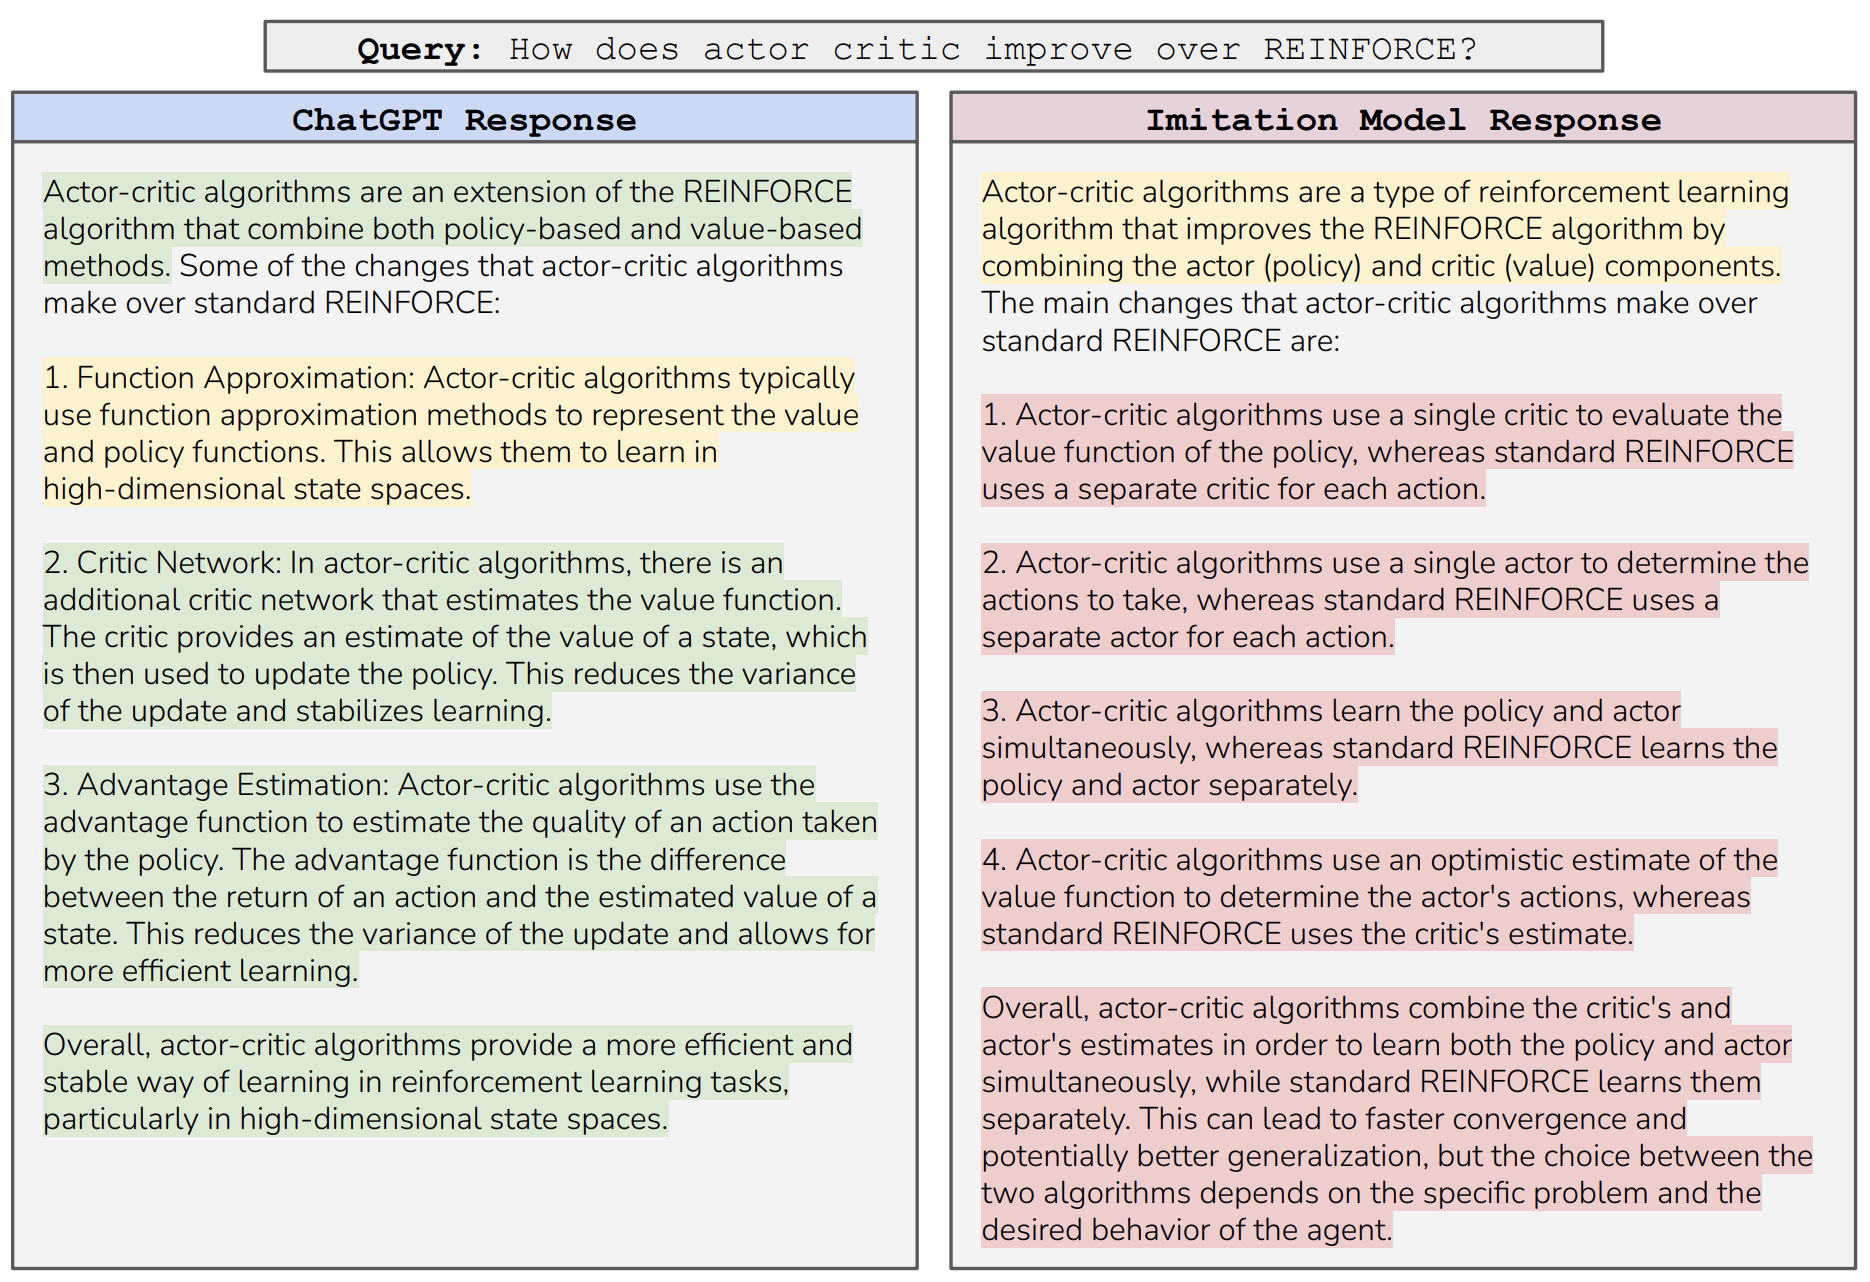 Query: How does actor critic improve over REINFORCE?
ChatGPT Response
Actor-critic algorithms are an extension of the REINFORCE
algorithm that combine both policy-based and value-based
methods. Some of the changes that actor-critic algorithms
make over standard REINFORCE:
1. Function Approximation: Actor-critic algorithms typically
use function approximation methods to represent the value
and policy functions. This allows them to learn in
high-dimensional state spaces.
2. Critic Network: In actor-critic algorithms, there is an
additional critic network that estimates the value function.
The critic provides an estimate of the value of a state, which
is then used to update the policy. This reduces the variance
of the update and stabilizes learning.
3. Advantage Estimation: Actor-critic algorithms use the
advantage function to estimate the quality of an action taken
by the policy. The advantage function is the difference
between the return of an action and the estimated value of a
state. This reduces the variance of the update and allows for
more efficient learning.
Overall, actor-critic algorithms provide a more efficient and
stable way of learning in reinforcement learning tasks,
particularly in high-dimensional state spaces.
Imitation Model Response
Actor-critic algorithms are a type of reinforcement learning
algorithm that improves the REINFORCE algorithm by
combining the actor (policy) and critic (value) components.
The main changes that actor-critic algorithms make over
standard REINFORCE are:
1. Actor-critic algorithms use a single critic to evaluate the
value function of the policy, whereas standard REINFORCE
uses a separate critic for each action.
2. Actor-critic algorithms use a single actor to determine the
actions to take, whereas standard REINFORCE uses a
separate actor for each action.
3. Actor-critic algorithms learn the policy and actor
simultaneously, whereas standard REINFORCE learns the
policy and actor separately.
4. Actor-critic algorithms use an optimistic estimate of the
value function to determine the actor's actions, whereas
standard REINFORCE uses the critic's estimate.
Overall, actor-critic algorithms combine the critic's and
actor's estimates in order to learn both the policy and actor
simultaneously, while standard REINFORCE learns them
separately. This can lead to faster convergence and
potentially better generalization, but the choice between the
two algorithms depends on the specific problem and the
desired behavior of the agent.